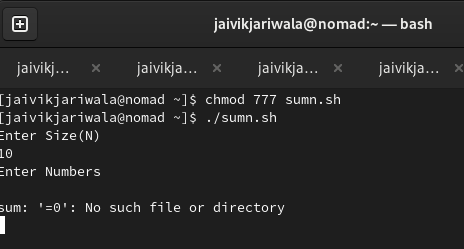 jaivikjariwala@nomad:~ — bash
jaivikj... × jaivikja... × jaivikja... × jaivikja... ×
[jaivikjariwala@nomad ~]$ chmod 777 sumn.sh
[jaivikjariwala@nomad ~]$ ./sumn.sh
Enter Size(N)
10
Enter Numbers
sum: '=0': No such file or directory